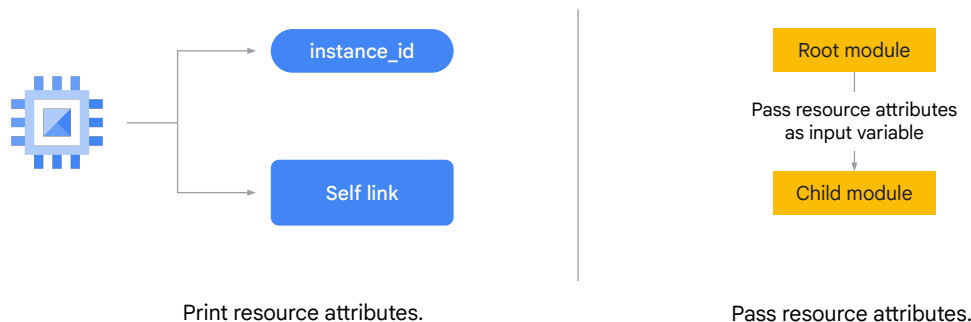 instance_id
Self link
Print resource attributes.
Root module
Pass resource attributes
as input variable
Child module
Pass resource attributes.